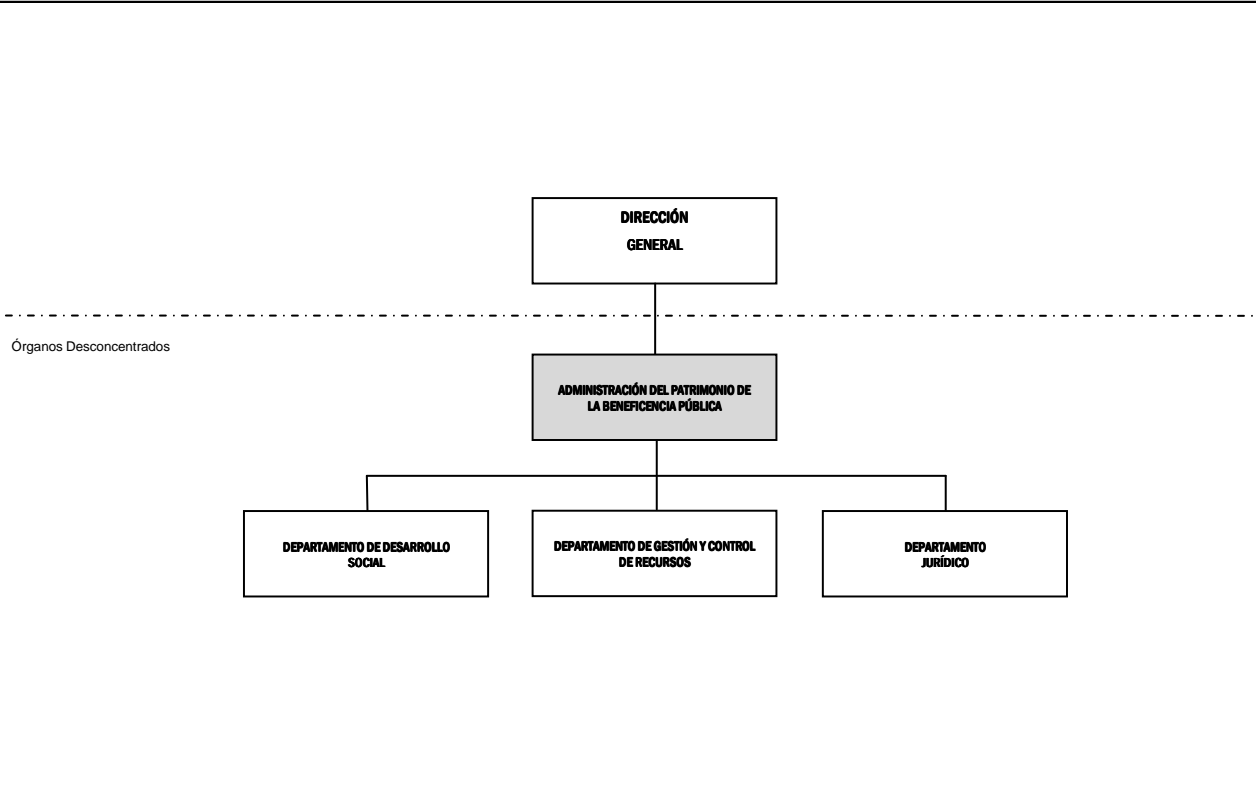 DIRECCIÓN
GENERAL
Órganos Desconcentrados
ADMINISTRACIÓN DEL PATRIMONIO DE
LA BENEFICENCIA PÚBLICA
DEPARTAMENTO DE DESARROLLO
SOCIAL
DEPARTAMENTO DE GESTIÓN Y CONTROL
DE RECURSOS
DEPARTAMENTO
JURÍDICO